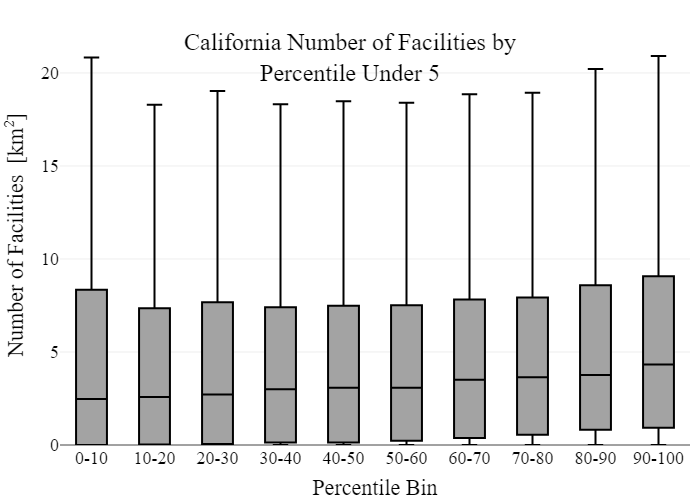 California Number of Facilities by
Percentile Under 5
Number of Facilities [km²]
20
15
10
5
0
0-10 10-20 20-30 30-40 40-50 50-60 60-70 70-80 80-90 90-100
Percentile Bin